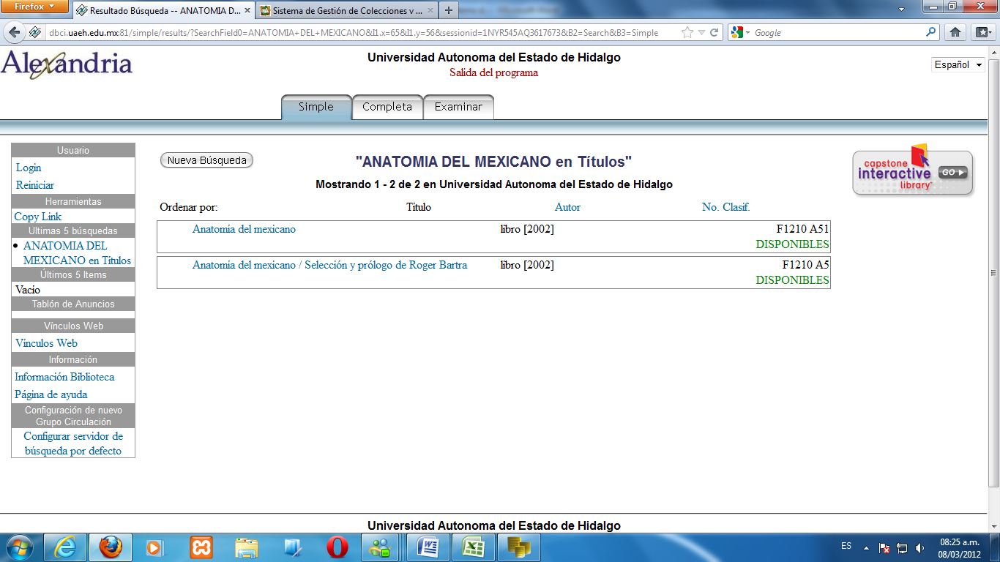 Firefox
Resultado Búsqueda -- ANATOMIA D...
Sistema de Gestión de Colecciones y ...
dbci.uaeh.edu.mx:81/simple/results/?SearchField0=ANATOMIA+DEL+MEXICANO&I1.x=65&I1.y=56&sessionid=1NYR545AQ3617673&B2=Search&B3=Simple
Google
Alexandria
Universidad Autonoma del Estado de Hidalgo
Salida del programa
Español
Simple
Completa
Examinar
Usuario
Login
Reiniciar
Herramientas
Copy Link
Ultimas 5 búsquedas
ANATOMIA DEL
MEXICANO en Títulos
Últimos 5 Items
Vacío
Tablón de Anuncios
Vínculos Web
Vínculos Web
Información
Información Biblioteca
Página de ayuda
Configuración de nuevo
Grupo Circulación
Configurar servidor de
búsqueda por defecto
Nueva Búsqueda
"ANATOMIA DEL MEXICANO en Títulos"
Mostrando 1 - 2 de 2 en Universidad Autonoma del Estado de Hidalgo
Ordenar por: Título Autor No. Clasif.
Anatomía del mexicano libro [2002] F1210 A51
DISPONIBLES
Anatomía del mexicano / Selección y prólogo de Roger Bartra libro [2002] F1210 A5
DISPONIBLES
capstone
interactive GO
library
Universidad Autonoma del Estado de Hidalgo
ES
08:25 a.m.
08/03/2012